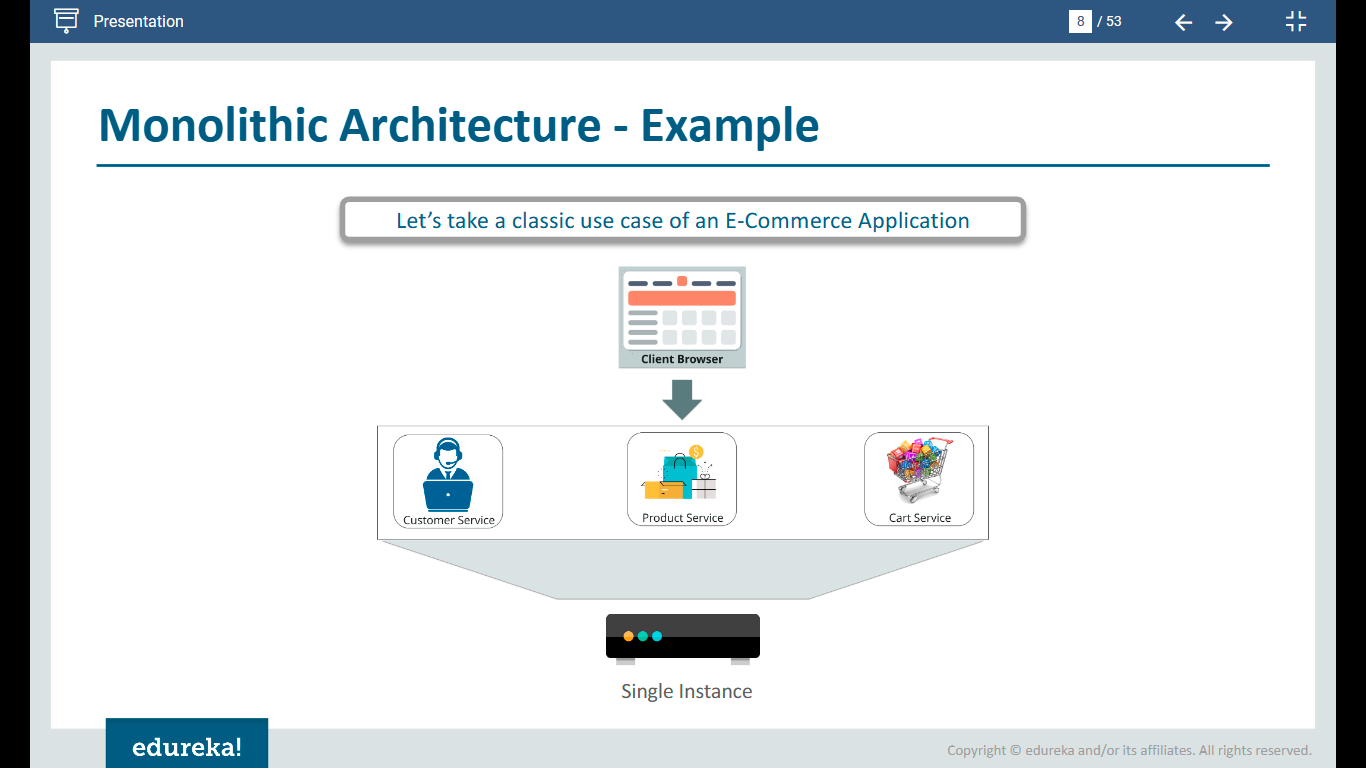 Presentation
8 / 53
Monolithic Architecture - Example
Let’s take a classic use case of an E-Commerce Application
Client Browser
Customer Service
Product Service
Cart Service
Single Instance
edureka!
Copyright © edureka and/or its affiliates. All rights reserved.